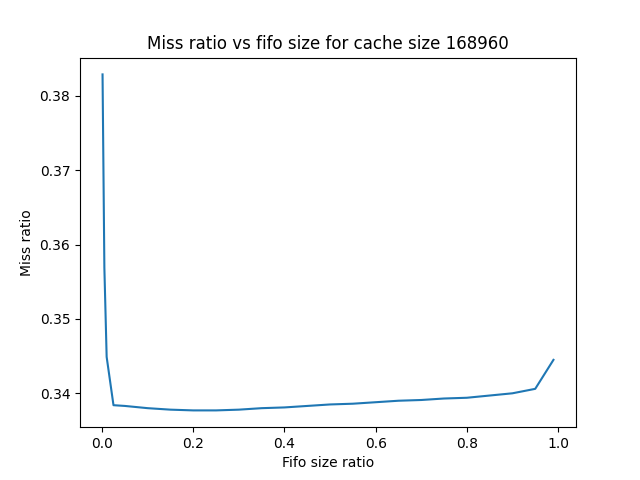 Miss ratio vs fifo size for cache size 168960
0.38
0.37
0.36
0.35
0.34
Miss ratio
0.0 0.2 0.4 0.6 0.8 1.0
Fifo size ratio